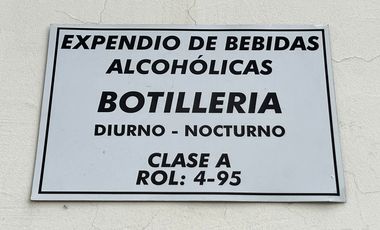 EXPENDIO DE BEBIDAS
ALCOHÓLICAS
BOTILLERIA
DIURNO - NOCTURNO
CLASE A
ROL: 4-95